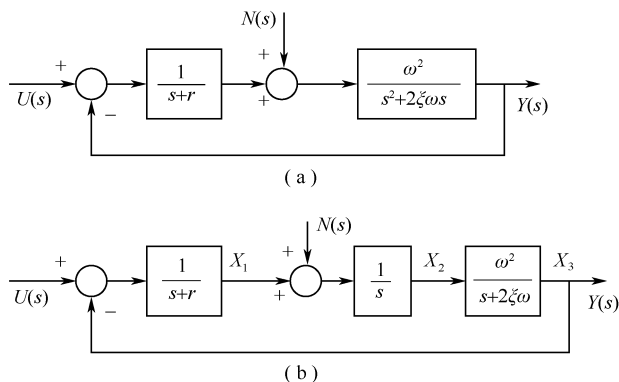 N(s)
+
+
+
−
U(s)
1
s+r
ω²
s²+2ξωs
Y(s)
( a )
N(s)
+
+
+
−
U(s)
1
s+r
X₁
1
s
X₂
ω²
s+2ξω
X₃
Y(s)
( b )